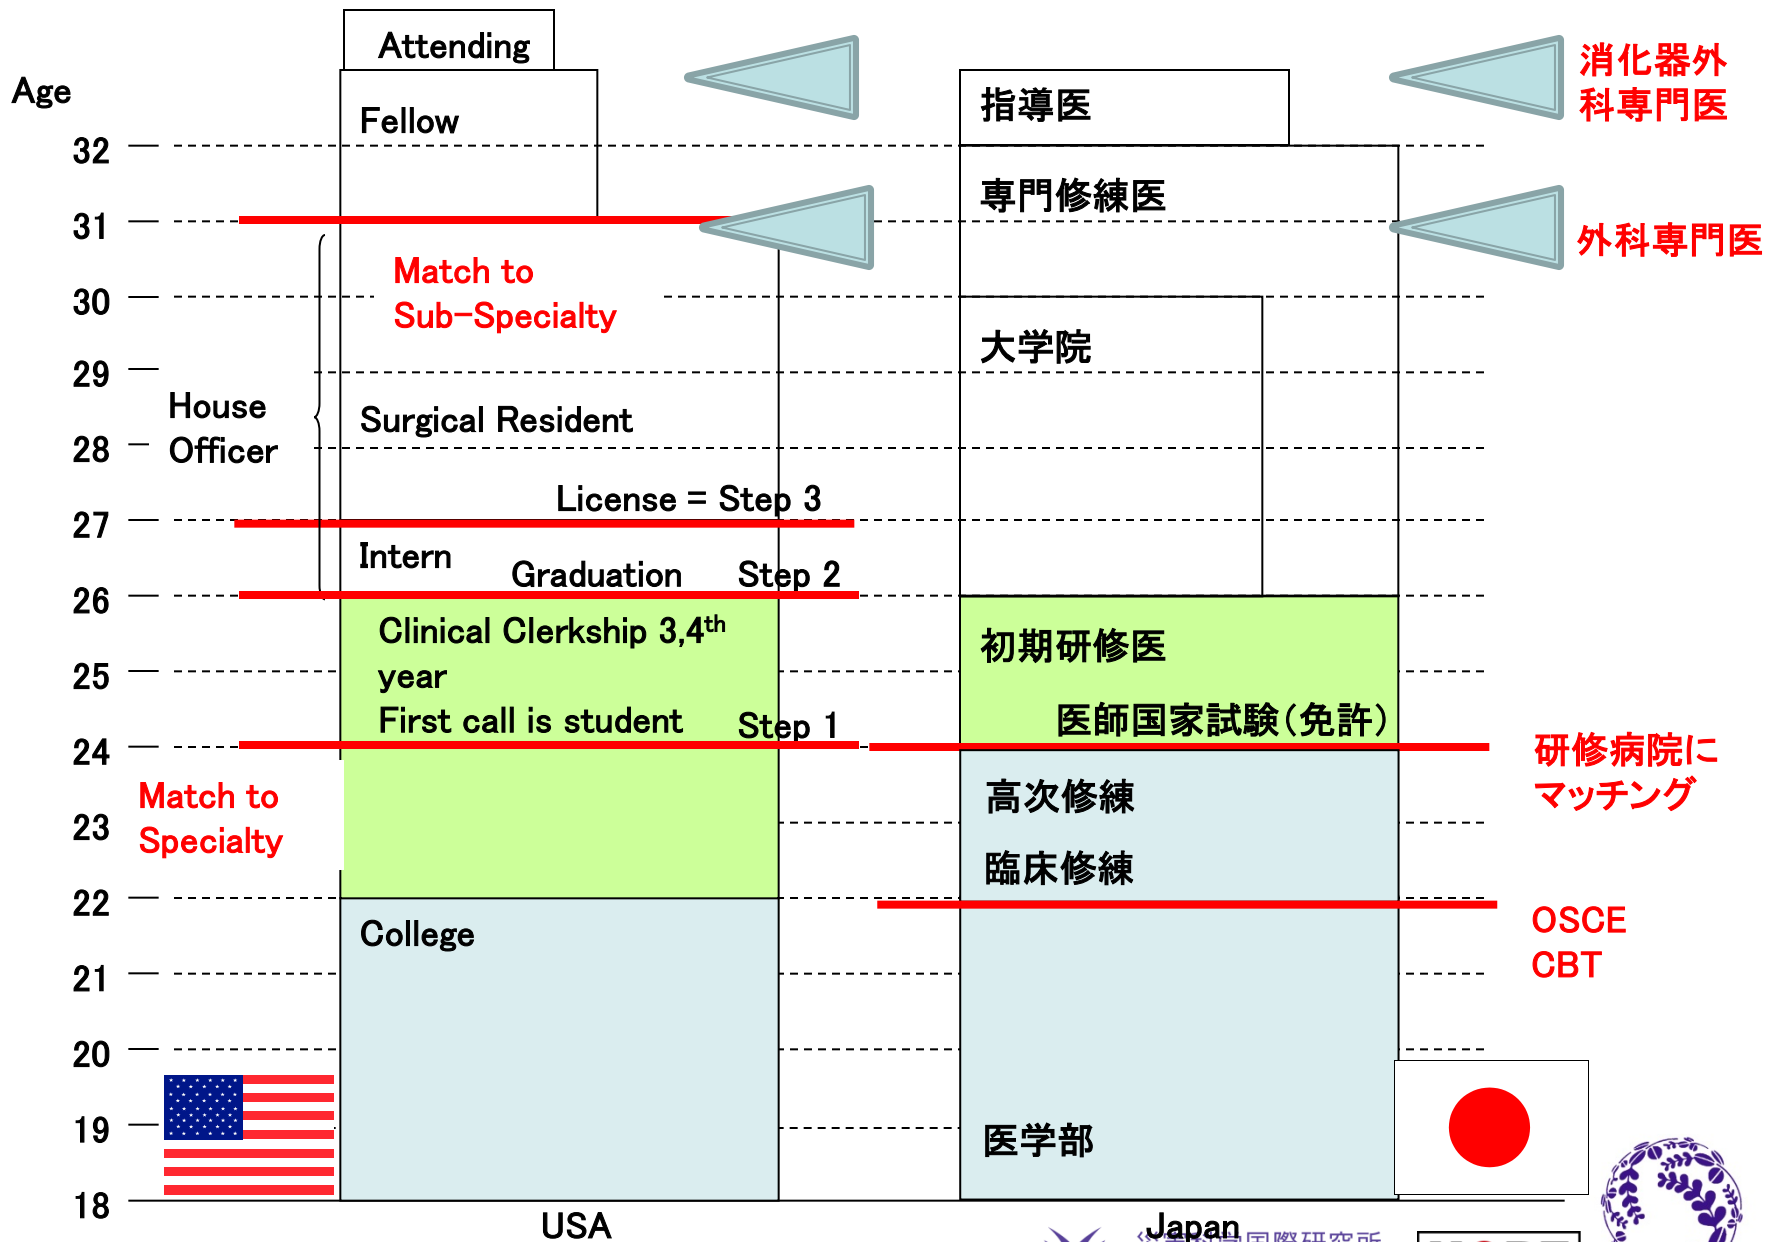 Attending
Age
Fellow
32
31
30
29
28
27
26
25
24
23
22
21
20
19
18
Match to
Sub-Specialty
House
Officer
Surgical Resident
License = Step 3
Intern
Graduation
Step 2
Clinical Clerkship 3,4th
year
First call is student
Step 1
Match to
Specialty
College
USA
指導医
専門修練医
大学院
初期研修医
医師国家試験（免許）
高次修練
臨床修練
医学部
Japan
消化器外
科専門医
外科専門医
研修病院に
マッチング
OSCE
CBT